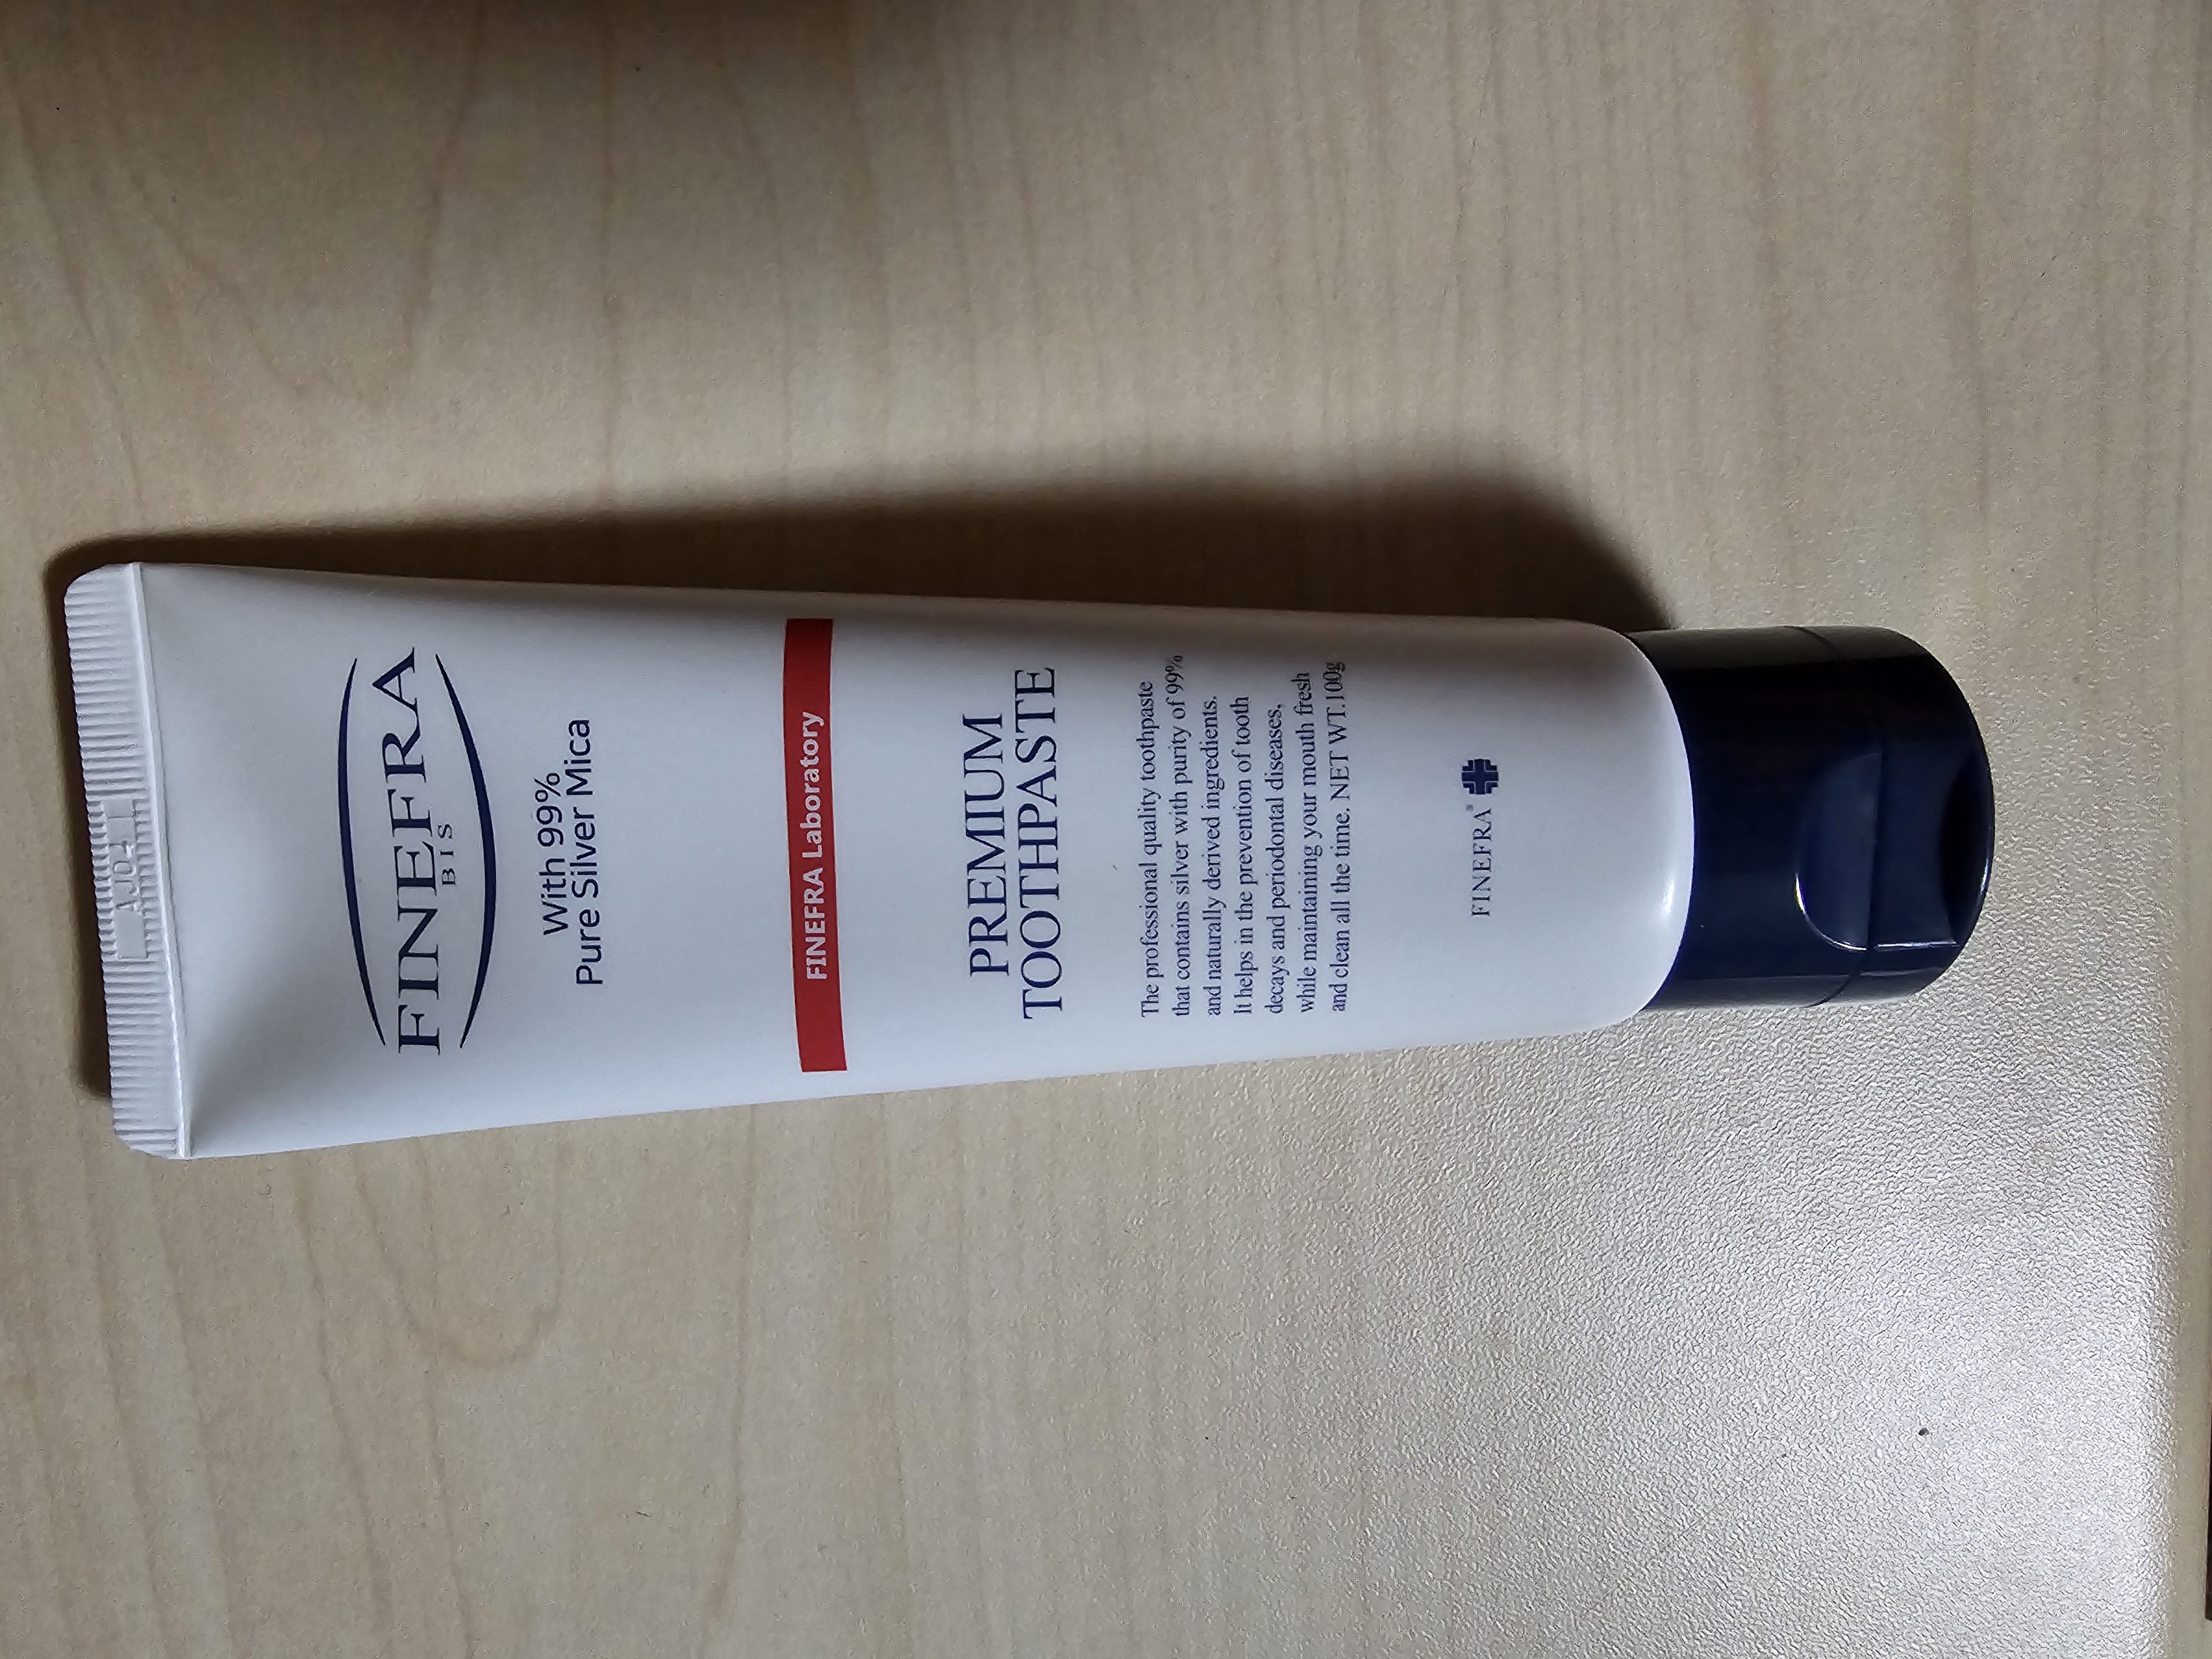 FINEFRA
BIS
With 99%
Pure Silver Mica
FINEFRA Laboratory
PREMIUM
TOOTHPASTE
The professional quality toothpaste
that contains silver with purity of 99%
and naturally derived ingredients.
It helps in the prevention of tooth
decays and periodontal diseases,
while maintaining your mouth fresh
and clean all the time. NET WT.100g
FINEFRA®